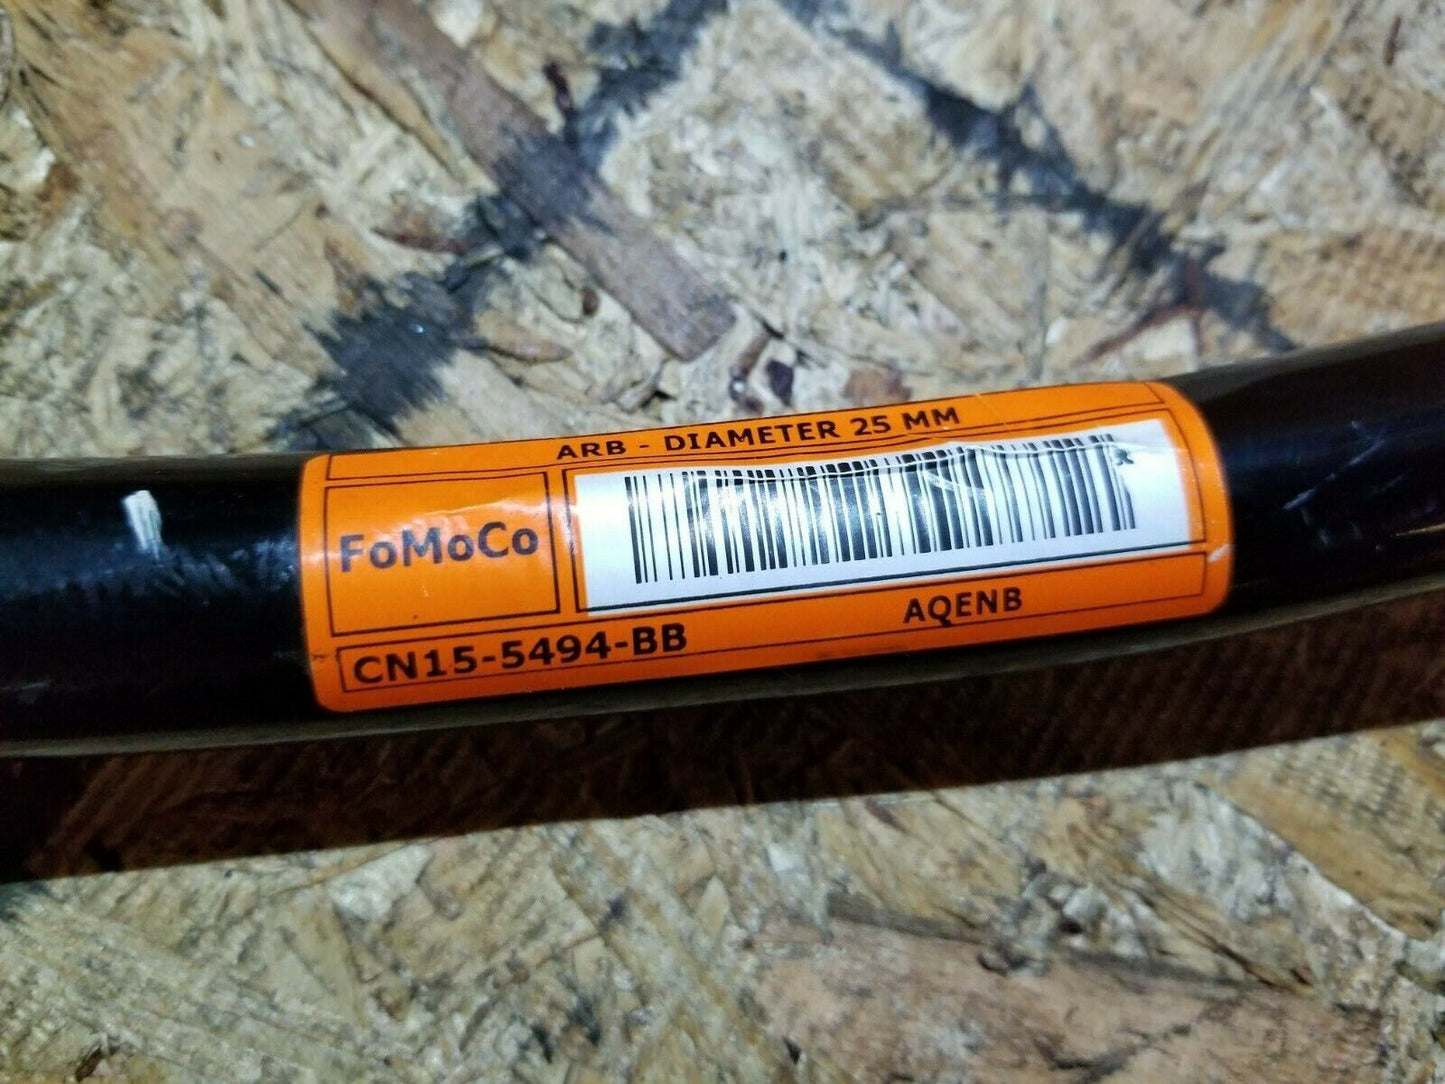 ARB - DIAMETER 25 MM
FoMoCo
CN15-5494-BB
AQENB